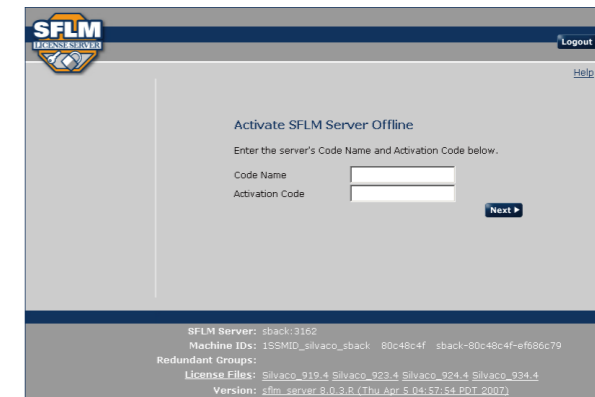 SFLM
LICENSE SERVER
Logout
Help
Activate SFLM Server Offline
Enter the server's Code Name and Activation Code below.
Code Name
Activation Code
Next
SFLM Server: sback:3162
Machine IDs: 1SSMID_silvaco_sback 80c48c4f sback-80c48c4f-ef686c79
Redundant Groups:
License Files: Silvaco_919.4 Silvaco_923.4 Silvaco_924.4 Silvaco_934.4
Version: sflm_server 8.0.3.R (Thu Apr 5 04:57:54 PDT 2007)